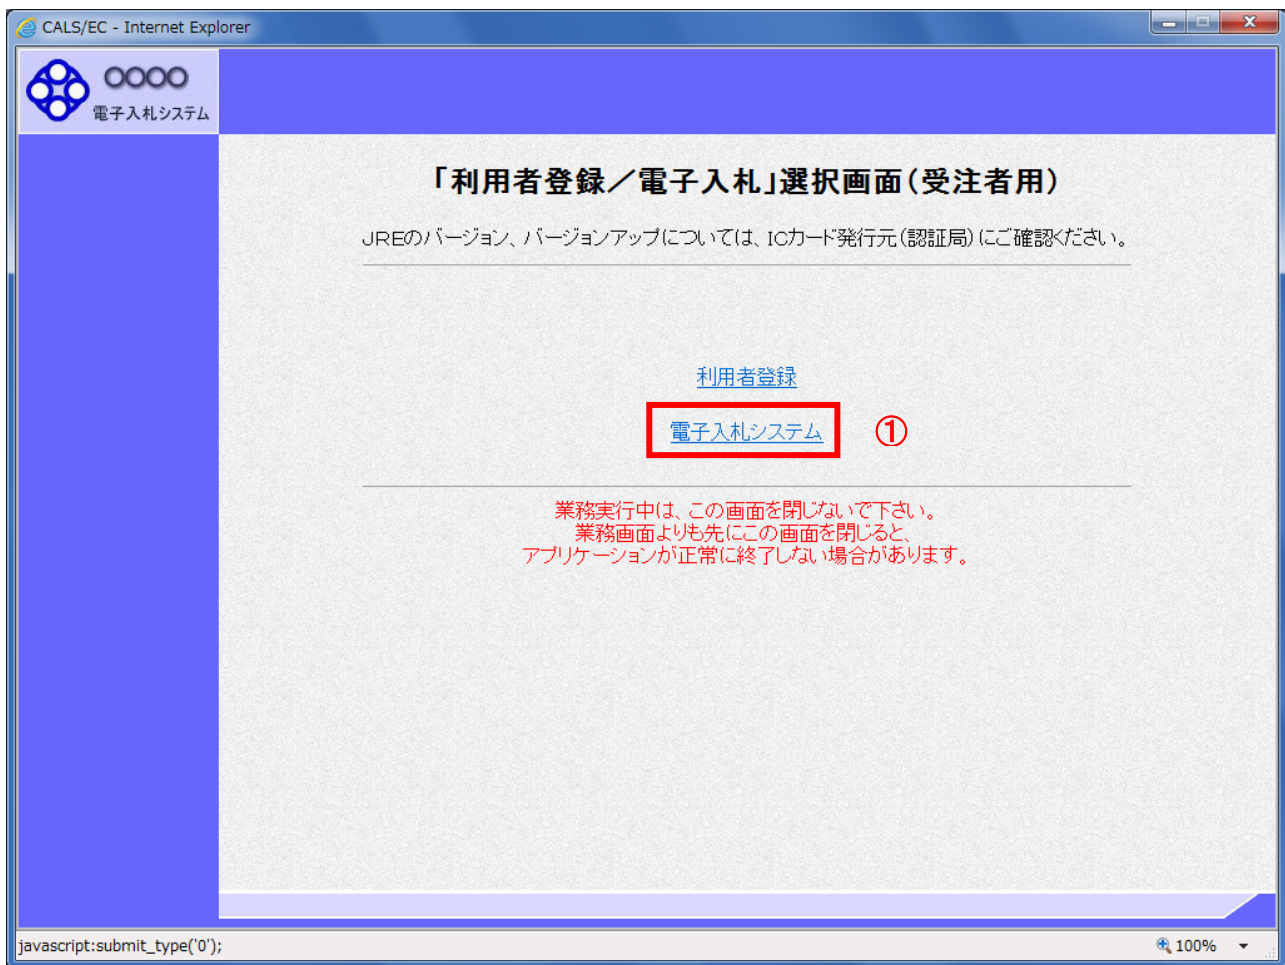 CALS/EC - Internet Explorer
○○○○
電子入札システム
「利用者登録／電子入札」選択画面（受注者用）
JREのバージョン、バージョンアップについては、ICカード発行元（認証局）にご確認ください。
利用者登録
電子入札システム ①
業務実行中は、この画面を閉じないで下さい。
業務画面よりも先にこの画面を閉じると、
アプリケーションが正常に終了しない場合があります。
javascript:submit_type('0'); 100%